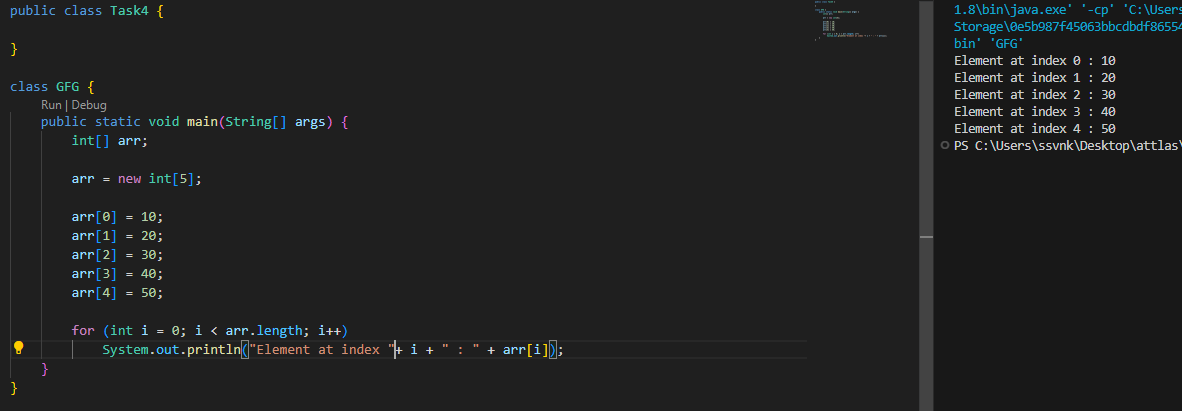 public class Task4 {
}
class GFG {
Run | Debug
public static void main(String[] args) {
int[] arr;
arr = new int[5];
arr[0] = 10;
arr[1] = 20;
arr[2] = 30;
arr[3] = 40;
arr[4] = 50;
for (int i = 0; i < arr.length; i++)
System.out.println("Element at index "+ i + " : " + arr[i]);
}
}
1.8\bin\java.exe' '-cp' 'C:\Users
Storage\0e5b987f45063bbcdbdf86554
bin' 'GFG'
Element at index 0 : 10
Element at index 1 : 20
Element at index 2 : 30
Element at index 3 : 40
Element at index 4 : 50
PS C:\Users\ssvnk\Desktop\attlas\